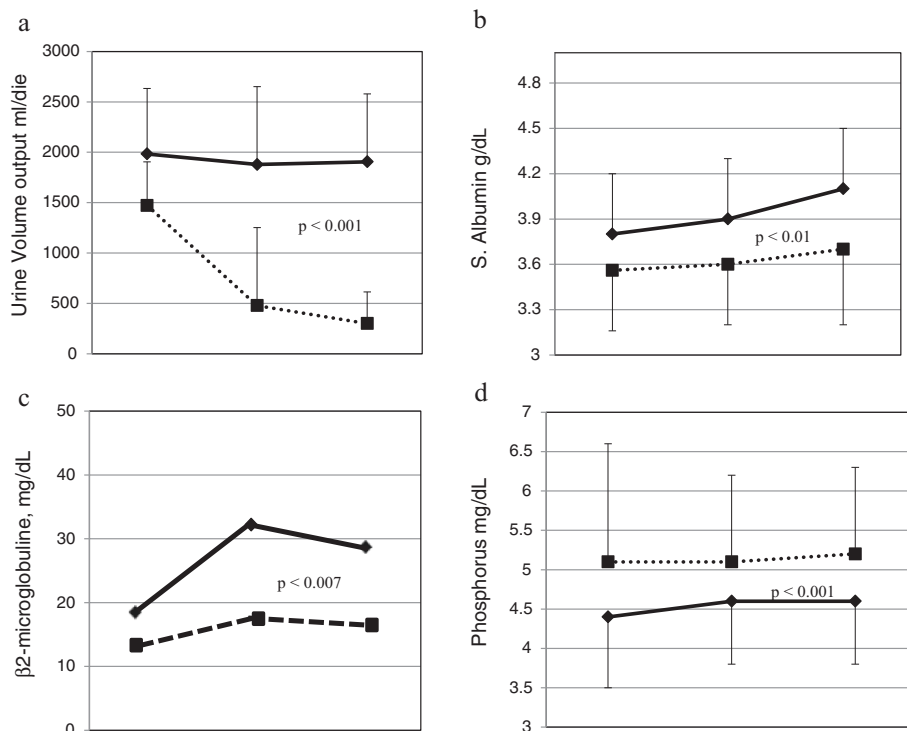 a
Urine Volume output ml/die
3000
2500
2000
1500
1000
500
0
p < 0.001
b
S. Albumin g/dL
4.8
4.5
4.2
3.9
3.6
3.3
3
p < 0.01
c
β2-microglobuline, mg/dL
50
40
30
20
10
0
p < 0.007
d
Phosphorus mg/dL
7
6.5
6
5.5
5
4.5
4
3.5
3
p < 0.001